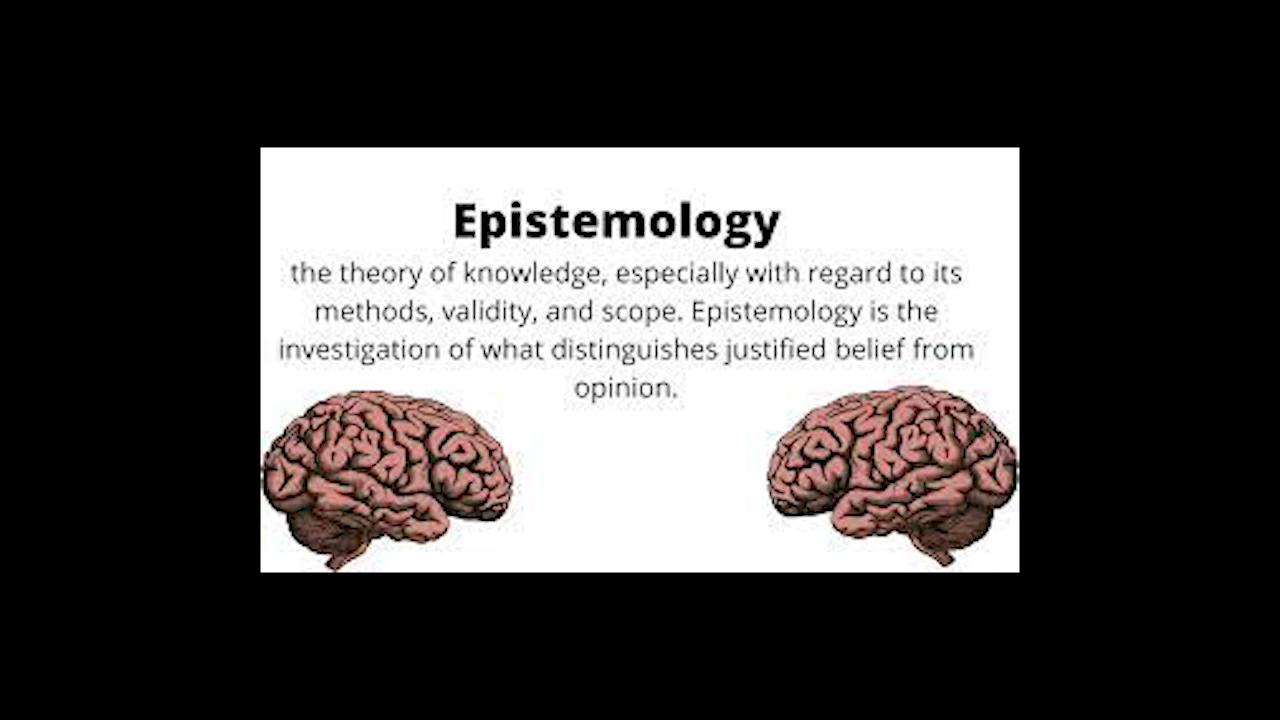 Epistemology
the theory of knowledge, especially with regard to its
methods, validity, and scope. Epistemology is the
investigation of what distinguishes justified belief from
opinion.